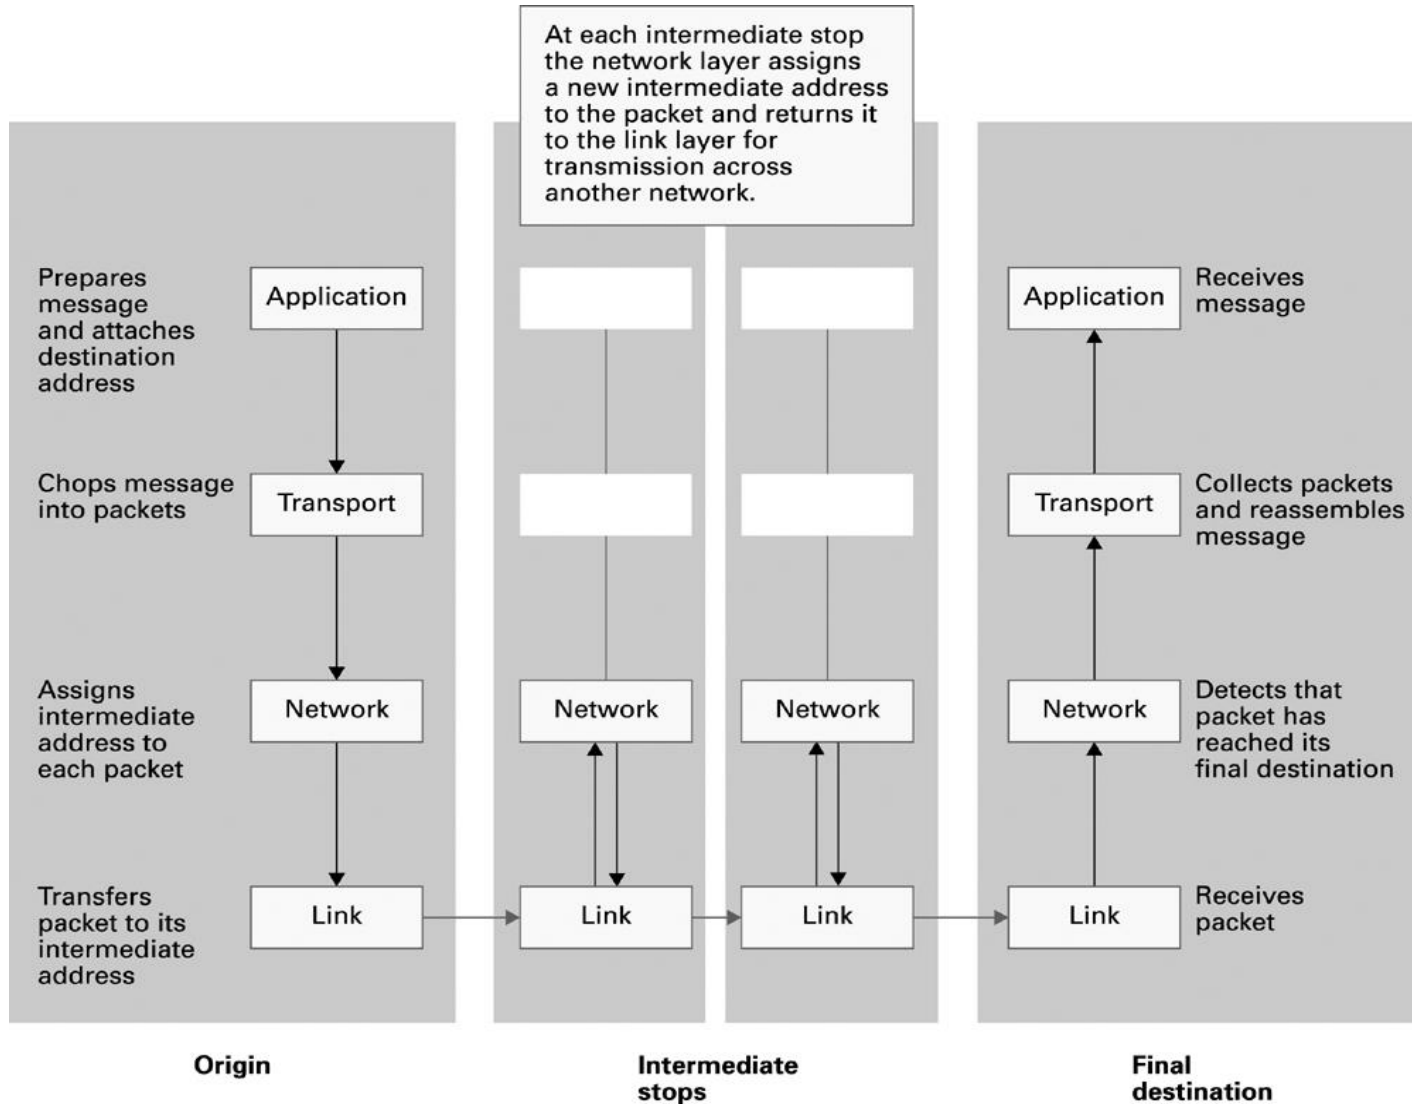 At each intermediate stop
the network layer assigns
a new intermediate address
to the packet and returns it
to the link layer for
transmission across
another network.
Prepares
message
and attaches
destination
address
Application
Application
Receives
message
Chops message
into packets
Transport
Transport
Collects packets
and reassembles
message
Assigns
intermediate
address to
each packet
Network
Network
Network
Network
Detects that
packet has
reached its
final destination
Transfers
packet to its
intermediate
address
Link
Link
Link
Link
Receives
packet
Origin
Intermediate
stops
Final
destination